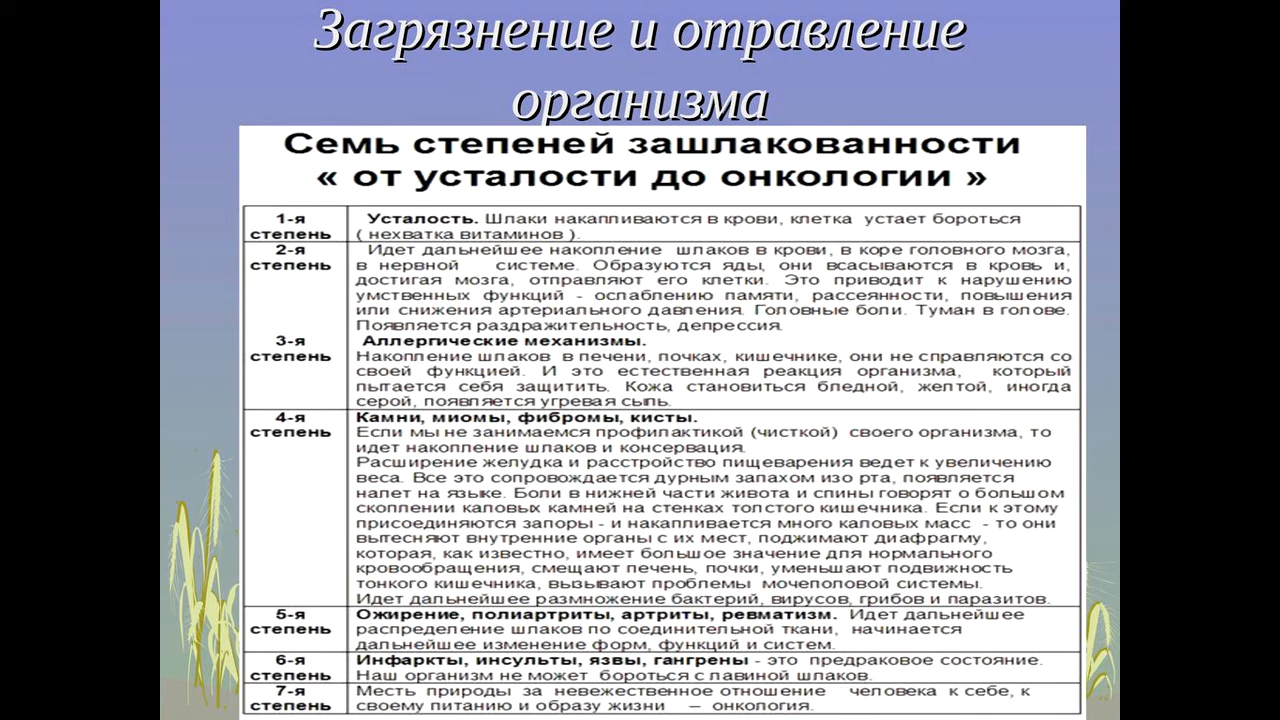 Загрязнение и отравление
организма
Семь степеней зашлакованности
« от усталости до онкологии »
1-я степень
Усталость. Шлаки накапливаются в крови, клетка устает бороться
( нехватка витаминов ).
2-я степень
Идет дальнейшее накопление шлаков в крови, в коре головного мозга,
в нервной системе. Образуются яды, они всасываются в кровь и,
достигая мозга, отправляют его клетки. Это приводит к нарушению
умственных функций - ослаблению памяти, рассеянности, повышения
или снижения артериального давления. Головные боли. Туман в голове.
Появляется раздражительность, депрессия.
3-я степень
Аллергические механизмы.
Накопление шлаков в печени, почках, кишечнике, они не справляются со
своей функцией. И это естественная реакция организма, который
пытается себя защитить. Кожа становиться бледной, желтой, иногда
серой, появляется угревая сыпь.
4-я степень
Камни, миомы, фибромы, кисты.
Если мы не занимаемся профилактикой (чисткой) своего организма, то
идет накопление шлаков и консервация.
Расширение желудка и расстройство пищеварения ведет к увеличению
веса. Все это сопровождается дурным запахом изо рта, появляется
налет на языке. Боли в нижней части живота и спины говорят о большом
скоплении каловых камней на стенках толстого кишечника. Если к этому
присоединяются запоры - и накапливается много каловых масс - то они
вытесняют внутренние органы с их мест, поджимают диафрагму,
которая, как известно, имеет большое значение для нормального
кровообращения, смещают печень, почки, уменьшают подвижность
тонкого кишечника, вызывают проблемы мочеполовой системы.
Идет дальнейшее размножение бактерий, вирусов, грибов и паразитов.
5-я степень
Ожирение, полиартриты, артриты, ревматизм. Идет дальнейшее
распределение шлаков по соединительной ткани, начинается
дальнейшее изменение форм, функций и систем.
6-я степень
Инфаркты, инсульты, язвы, гангрены - это предраковое состояние.
Наш организм не может бороться с лавиной шлаков.
7-я степень
Месть природы за невежественное отношение человека к себе, к
своему питанию и образу жизни – онкология.